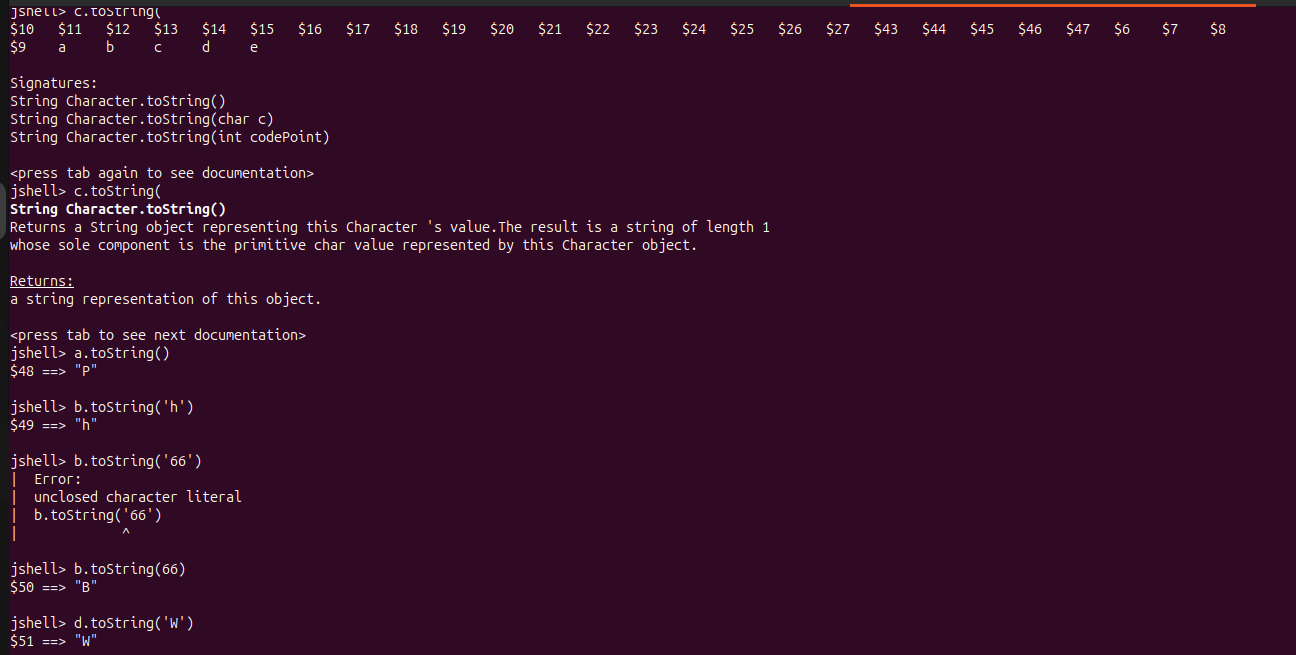 jshell> c.toString(
$10 $11 $12 $13 $14 $15 $16 $17 $18 $19 $20 $21 $22 $23 $24 $25 $26 $27 $43 $44 $45 $46 $47 $6 $7 $8
$9 a b c d e
Signatures:
String Character.toString()
String Character.toString(char c)
String Character.toString(int codePoint)
<press tab again to see documentation>
jshell> c.toString(
String Character.toString()
Returns a String object representing this Character 's value.The result is a string of length 1
whose sole component is the primitive char value represented by this Character object.
Returns:
a string representation of this object.
<press tab to see next documentation>
jshell> a.toString()
$48 ==> "P"
jshell> b.toString('h')
$49 ==> "h"
jshell> b.toString('66')
|  Error:
|  unclosed character literal
|  b.toString('66')
|             ^
jshell> b.toString(66)
$50 ==> "B"
jshell> d.toString('W')
$51 ==> "W"